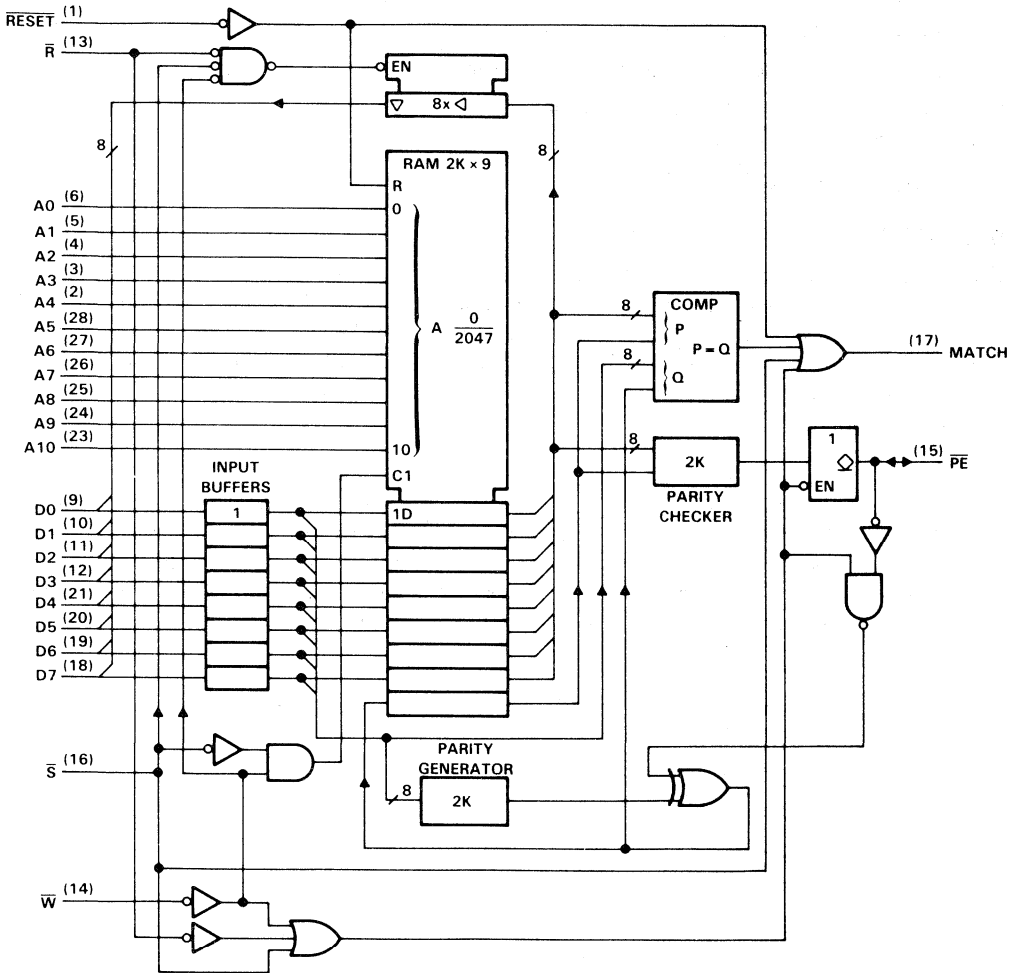 RESET (1)
R (13)
EN
8x
8
8
RAM 2K × 9
R
A0 (6)
0
A1 (5)
A2 (4)
A3 (3)
A4 (2)
A5 (28)
A 0/2047
A6 (27)
A7 (26)
A8 (25)
A9 (24)
A10 (23)
10
C1
8
COMP
P
P = Q
8
Q
(17) MATCH
8
2K
PARITY
CHECKER
1
EN
(15) PE
INPUT
BUFFERS
D0 (9)
1
1D
D1 (10)
D2 (11)
D3 (12)
D4 (21)
D5 (20)
D6 (19)
D7 (18)
S (16)
PARITY
GENERATOR
8
2K
W (14)